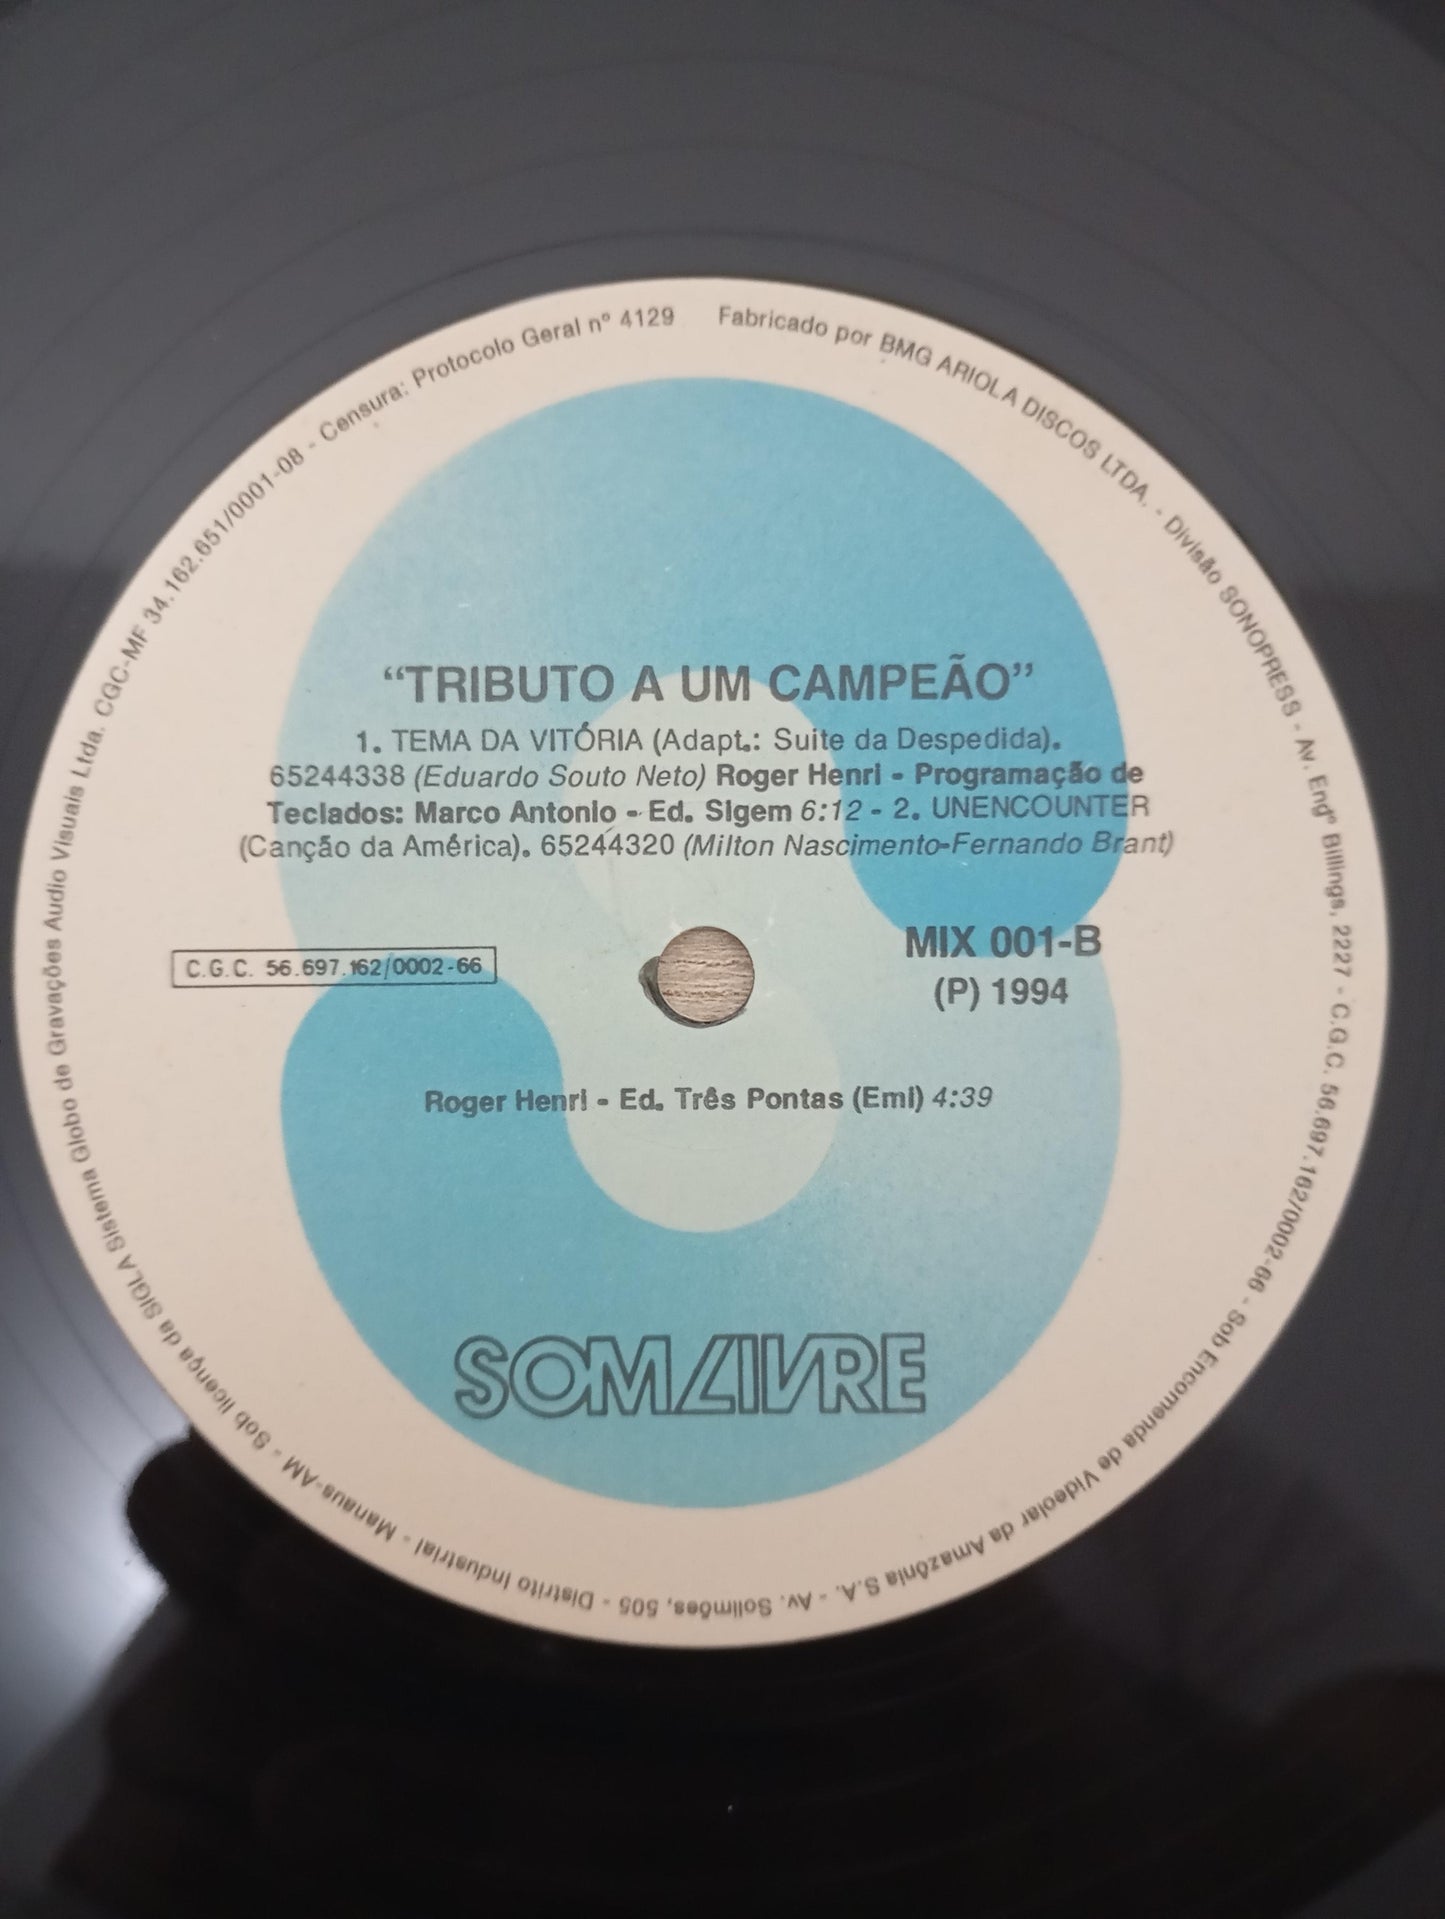 Fabricado por BMG ARIOLA DISCOS LTDA. - Divisão SONOPRESS - Av. Engº Billings, 2227 - C.G.C. 56.697.162/0002-66 - Sob Encomenda de Videolar da Amazônia S.A. - Av. Solimões, 505 - Distrito Industrial - Manaus-AM - Sob licença da SIGLA Sistema Globo de Gravações Audio Visuais Ltda. CGC-MF 34.162.651/0001-08 - Censura: Protocolo Geral nº 4129
“TRIBUTO A UM CAMPEÃO”
1. TEMA DA VITÓRIA (Adapt.: Suite da Despedida).
65244338 (Eduardo Souto Neto) Roger Henri - Programação de
Teclados: Marco Antonio - Ed. Sigem 6:12 - 2. UNENCOUNTER
(Canção da América). 65244320 (Milton Nascimento-Fernando Brant)
MIX 001-B
C.G.C. 56.697.162/0002-66
(P) 1994
Roger Henri - Ed. Três Pontas (Emi) 4:39
SOM LIVRE